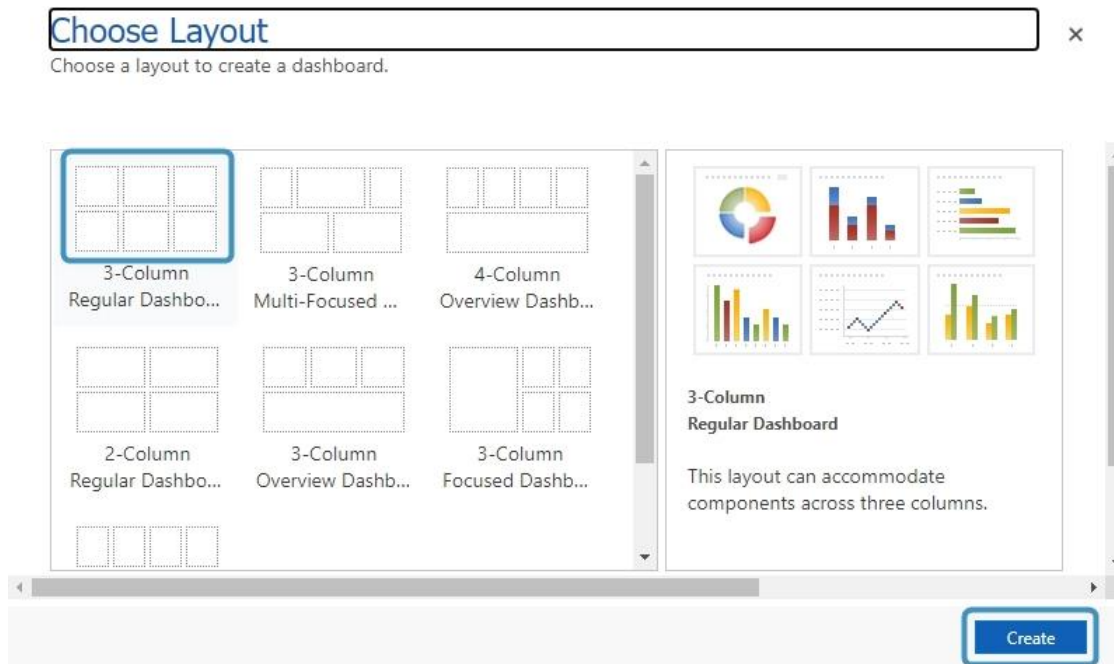 Choose Layout
×
Choose a layout to create a dashboard.
3-Column
Regular Dashbo...
3-Column
Multi-Focused ...
4-Column
Overview Dashb...
2-Column
Regular Dashbo...
3-Column
Overview Dashb...
3-Column
Focused Dashb...
3-Column
Regular Dashboard
This layout can accommodate
components across three columns.
Create